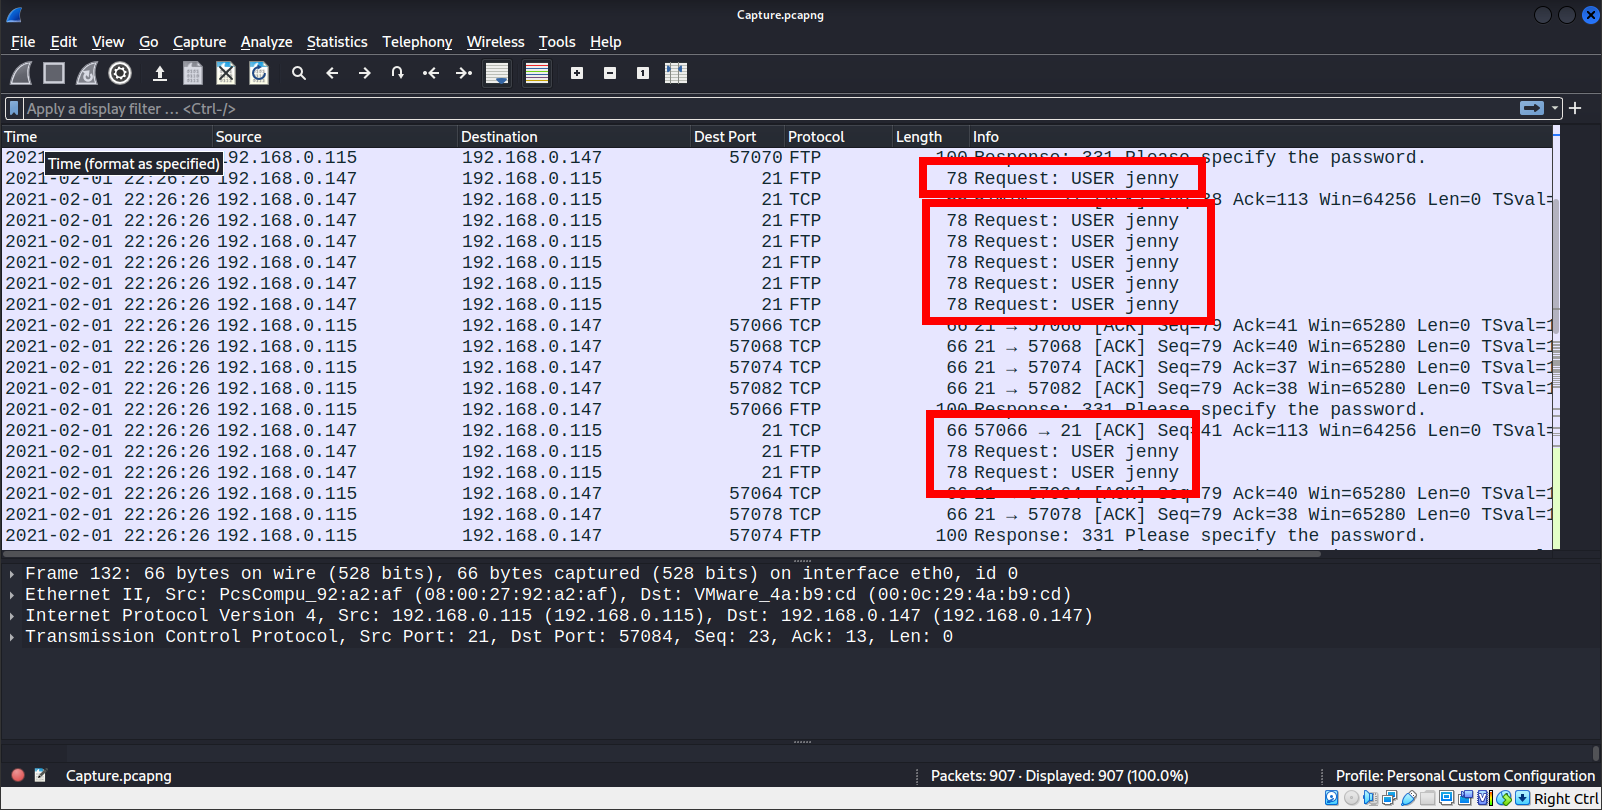 Capture.pcapng
File Edit View Go Capture Analyze Statistics Telephony Wireless Tools Help
Apply a display filter … <Ctrl-/>
Time Source Destination Dest Port Protocol Length Info
2021 192.168.0.115 192.168.0.147 57070 FTP 100 Response: 331 Please specify the password.
Time (format as specified)
2021-02-01 22:26:26 192.168.0.147 192.168.0.115 21 FTP 78 Request: USER jenny
2021-02-01 22:26:26 192.168.0.147 192.168.0.115 21 TCP Ack=113 Win=64256 Len=0 TSval=
2021-02-01 22:26:26 192.168.0.147 192.168.0.115 21 FTP 78 Request: USER jenny
2021-02-01 22:26:26 192.168.0.147 192.168.0.115 21 FTP 78 Request: USER jenny
2021-02-01 22:26:26 192.168.0.147 192.168.0.115 21 FTP 78 Request: USER jenny
2021-02-01 22:26:26 192.168.0.147 192.168.0.115 21 FTP 78 Request: USER jenny
2021-02-01 22:26:26 192.168.0.147 192.168.0.115 21 FTP 78 Request: USER jenny
2021-02-01 22:26:26 192.168.0.115 192.168.0.147 57066 TCP 66 21 → 57066 [ACK] Seq=79 Ack=41 Win=65280 Len=0 TSval=1
2021-02-01 22:26:26 192.168.0.115 192.168.0.147 57068 TCP 66 21 → 57068 [ACK] Seq=79 Ack=40 Win=65280 Len=0 TSval=1
2021-02-01 22:26:26 192.168.0.115 192.168.0.147 57074 TCP 66 21 → 57074 [ACK] Seq=79 Ack=37 Win=65280 Len=0 TSval=1
2021-02-01 22:26:26 192.168.0.115 192.168.0.147 57082 TCP 66 21 → 57082 [ACK] Seq=79 Ack=38 Win=65280 Len=0 TSval=1
2021-02-01 22:26:26 192.168.0.115 192.168.0.147 57066 FTP 100 Response: 331 Please specify the password.
2021-02-01 22:26:26 192.168.0.147 192.168.0.115 21 TCP 66 57066 → 21 [ACK] Seq=41 Ack=113 Win=64256 Len=0 TSval=
2021-02-01 22:26:26 192.168.0.147 192.168.0.115 21 FTP 78 Request: USER jenny
2021-02-01 22:26:26 192.168.0.147 192.168.0.115 21 FTP 78 Request: USER jenny
2021-02-01 22:26:26 192.168.0.115 192.168.0.147 57064 TCP 66 21 → 57064 [ACK] Seq=79 Ack=40 Win=65280 Len=0 TSval=1
2021-02-01 22:26:26 192.168.0.115 192.168.0.147 57078 TCP 66 21 → 57078 [ACK] Seq=79 Ack=38 Win=65280 Len=0 TSval=1
2021-02-01 22:26:26 192.168.0.115 192.168.0.147 57074 FTP 100 Response: 331 Please specify the password.
Frame 132: 66 bytes on wire (528 bits), 66 bytes captured (528 bits) on interface eth0, id 0
Ethernet II, Src: PcsCompu_92:a2:af (08:00:27:92:a2:af), Dst: VMware_4a:b9:cd (00:0c:29:4a:b9:cd)
Internet Protocol Version 4, Src: 192.168.0.115 (192.168.0.115), Dst: 192.168.0.147 (192.168.0.147)
Transmission Control Protocol, Src Port: 21, Dst Port: 57084, Seq: 23, Ack: 13, Len: 0
Capture.pcapng Packets: 907 · Displayed: 907 (100.0%) Profile: Personal Custom Configuration
Right Ctrl